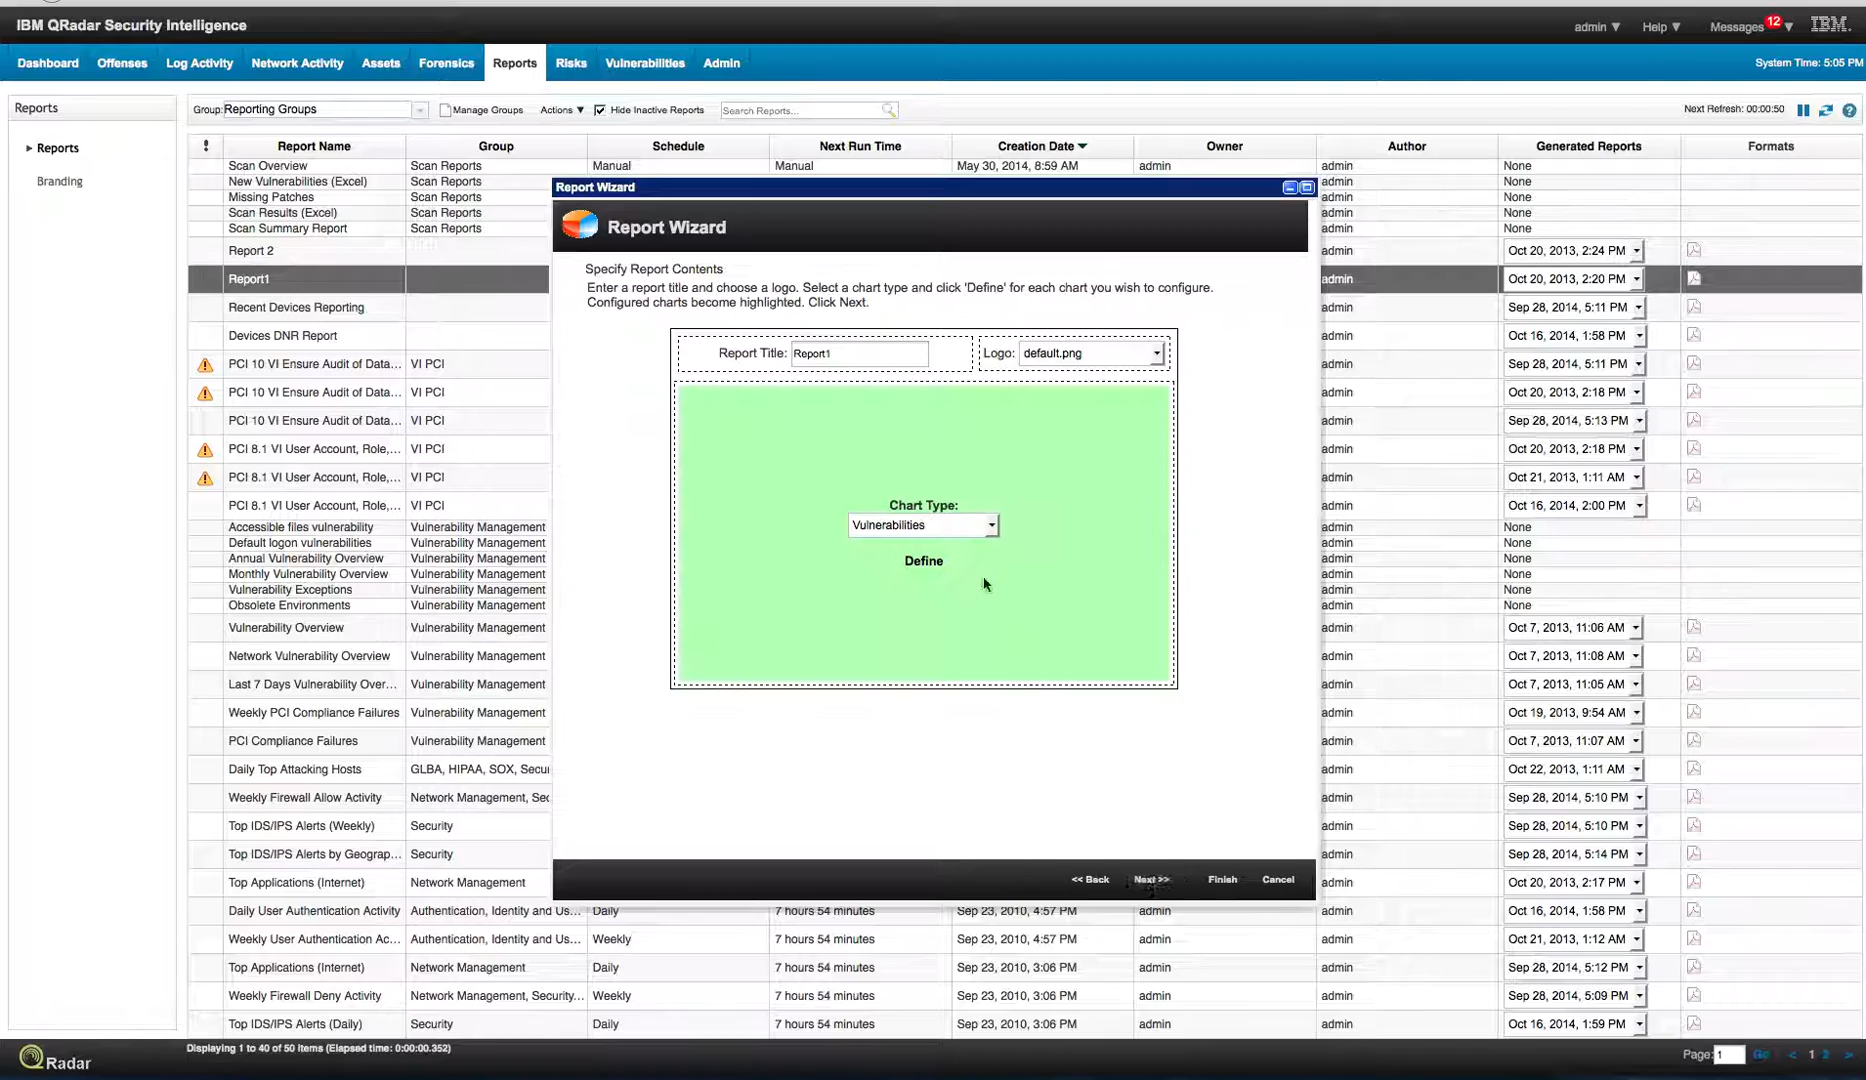 IBM QRadar Security Intelligence
admin ▼ Help ▼ Messages 12 ▼ IBM.
Dashboard Offenses Log Activity Network Activity Assets Forensics Reports Risks Vulnerabilities Admin System Time: 5:05 PM
Reports
Reports
Branding
Group: Reporting Groups Manage Groups Actions ▼ Hide Inactive Reports Search Reports... Next Refresh: 00:00:50
Report Name Group Schedule Next Run Time Creation Date Owner Author Generated Reports Formats
Scan Overview Scan Reports Manual Manual May 30, 2014, 8:59 AM admin admin None
New Vulnerabilities (Excel) Scan Reports admin None
Missing Patches Scan Reports admin None
Scan Results (Excel) Scan Reports admin None
Scan Summary Report Scan Reports admin None
Report 2 admin Oct 20, 2013, 2:24 PM
Report1 admin Oct 20, 2013, 2:20 PM
Recent Devices Reporting admin Sep 28, 2014, 5:11 PM
Devices DNR Report admin Oct 16, 2014, 1:58 PM
PCI 10 VI Ensure Audit of Data... VI PCI admin Sep 28, 2014, 5:11 PM
PCI 10 VI Ensure Audit of Data... VI PCI admin Oct 20, 2013, 2:18 PM
PCI 10 VI Ensure Audit of Data... VI PCI admin Sep 28, 2014, 5:13 PM
PCI 8.1 VI User Account, Role,... VI PCI admin Oct 20, 2013, 2:18 PM
PCI 8.1 VI User Account, Role,... VI PCI admin Oct 21, 2013, 1:11 AM
PCI 8.1 VI User Account, Role,... VI PCI admin Oct 16, 2014, 2:00 PM
Accessible files vulnerability Vulnerability Management admin None
Default logon vulnerabilities Vulnerability Management admin None
Annual Vulnerability Overview Vulnerability Management admin None
Monthly Vulnerability Overview Vulnerability Management admin None
Vulnerability Exceptions Vulnerability Management admin None
Obsolete Environments Vulnerability Management admin None
Vulnerability Overview Vulnerability Management admin Oct 7, 2013, 11:06 AM
Network Vulnerability Overview Vulnerability Management admin Oct 7, 2013, 11:08 AM
Last 7 Days Vulnerability Over... Vulnerability Management admin Oct 7, 2013, 11:05 AM
Weekly PCI Compliance Failures Vulnerability Management admin Oct 19, 2013, 9:54 AM
PCI Compliance Failures Vulnerability Management admin Oct 7, 2013, 11:07 AM
Daily Top Attacking Hosts GLBA, HIPAA, SOX, Secu admin Oct 22, 2013, 1:11 AM
Weekly Firewall Allow Activity Network Management, Sec admin Sep 28, 2014, 5:10 PM
Top IDS/IPS Alerts (Weekly) Security admin Sep 28, 2014, 5:10 PM
Top IDS/IPS Alerts by Geograp... Security admin Sep 28, 2014, 5:14 PM
Top Applications (Internet) Network Management admin Oct 20, 2013, 2:17 PM
Daily User Authentication Activity Authentication, Identity and Us... Daily 7 hours 54 minutes Sep 23, 2010, 4:57 PM admin admin Oct 16, 2014, 1:58 PM
Weekly User Authentication Ac... Authentication, Identity and Us... Weekly 7 hours 54 minutes Sep 23, 2010, 4:57 PM admin admin Oct 21, 2013, 1:12 AM
Top Applications (Internet) Network Management Daily 7 hours 54 minutes Sep 23, 2010, 3:06 PM admin admin Sep 28, 2014, 5:12 PM
Weekly Firewall Deny Activity Network Management, Security... Weekly 7 hours 54 minutes Sep 23, 2010, 3:06 PM admin admin Sep 28, 2014, 5:09 PM
Top IDS/IPS Alerts (Daily) Security Daily 7 hours 54 minutes Sep 23, 2010, 3:06 PM admin admin Oct 16, 2014, 1:59 PM
Report Wizard
Report Wizard
Specify Report Contents
Enter a report title and choose a logo. Select a chart type and click 'Define' for each chart you wish to configure.
Configured charts become highlighted. Click Next.
Report Title: Report1 Logo: default.png
Chart Type:
Vulnerabilities
Define
<< Back Next >> Finish Cancel
Displaying 1 to 40 of 50 items (Elapsed time: 0:00:00.352)
Radar
Page: 1 Go < 1 2 >